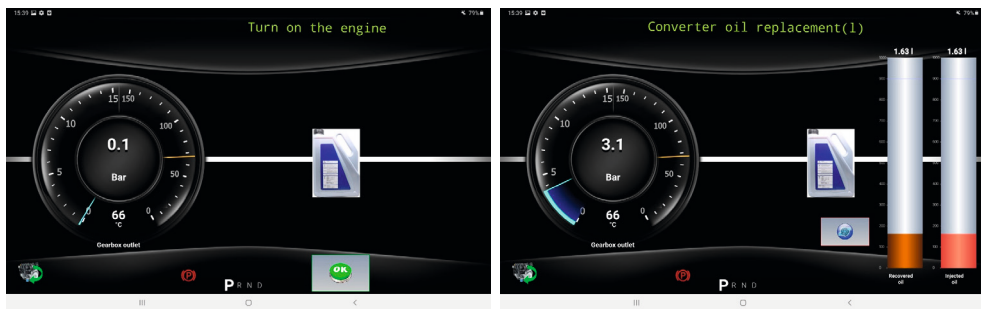 15:39
79%
Turn on the engine
15 150
10
100
5
50
0
0
0.1
Bar
66
°C
Gearbox outlet
OK
P
P R N D
15:39
79%
Converter oil replacement(l)
15 150
10
100
5
50
0
0
3.1
Bar
66
°C
Gearbox outlet
P
P R N D
1.63 l
1.63 l
Recovered
oil
Injected
oil